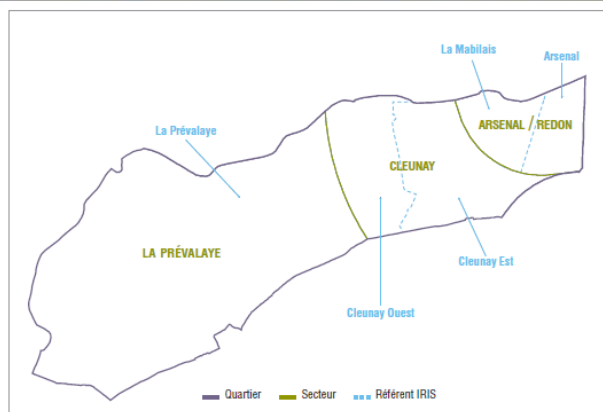 La Mabilais
Arsenal
La Prévalaye
ARSENAL / REDON
CLEUNAY
LA PRÉVALAYE
Cleunay Est
Cleunay Ouest
Quartier Secteur Référent IRIS